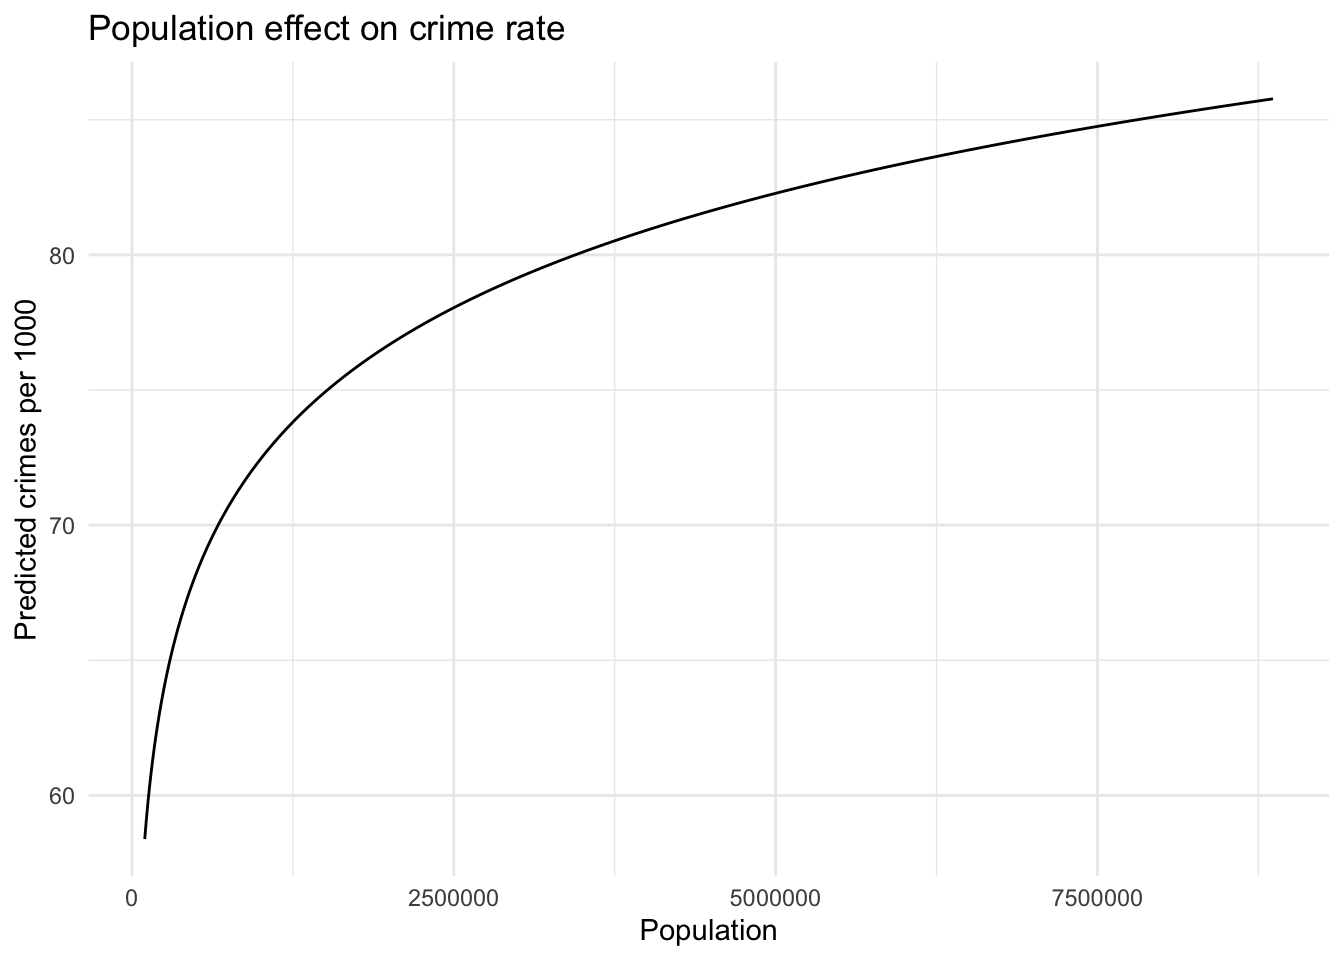 Population effect on crime rate
Predicted crimes per 1000
80
70
60
0 2500000 5000000 7500000
Population